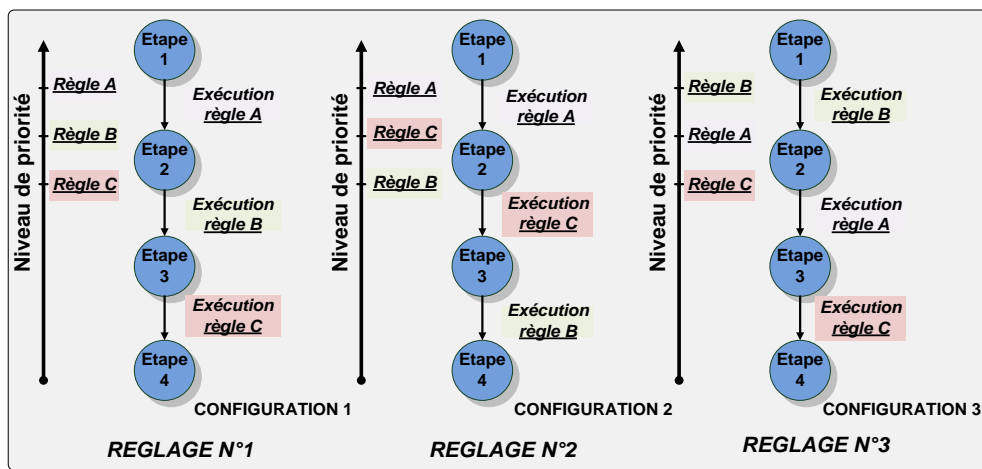 Niveau de priorité
Règle A
Règle B
Règle C
Etape
1
Exécution
règle A
Etape
2
Exécution
règle B
Etape
3
Exécution
règle C
Etape
4
CONFIGURATION 1
REGLAGE N°1
Niveau de priorité
Règle A
Règle C
Règle B
Etape
1
Exécution
règle A
Etape
2
Exécution
règle C
Etape
3
Exécution
règle B
Etape
4
CONFIGURATION 2
REGLAGE N°2
Niveau de priorité
Règle B
Règle A
Règle C
Etape
1
Exécution
règle B
Etape
2
Exécution
règle A
Etape
3
Exécution
règle C
Etape
4
CONFIGURATION 3
REGLAGE N°3